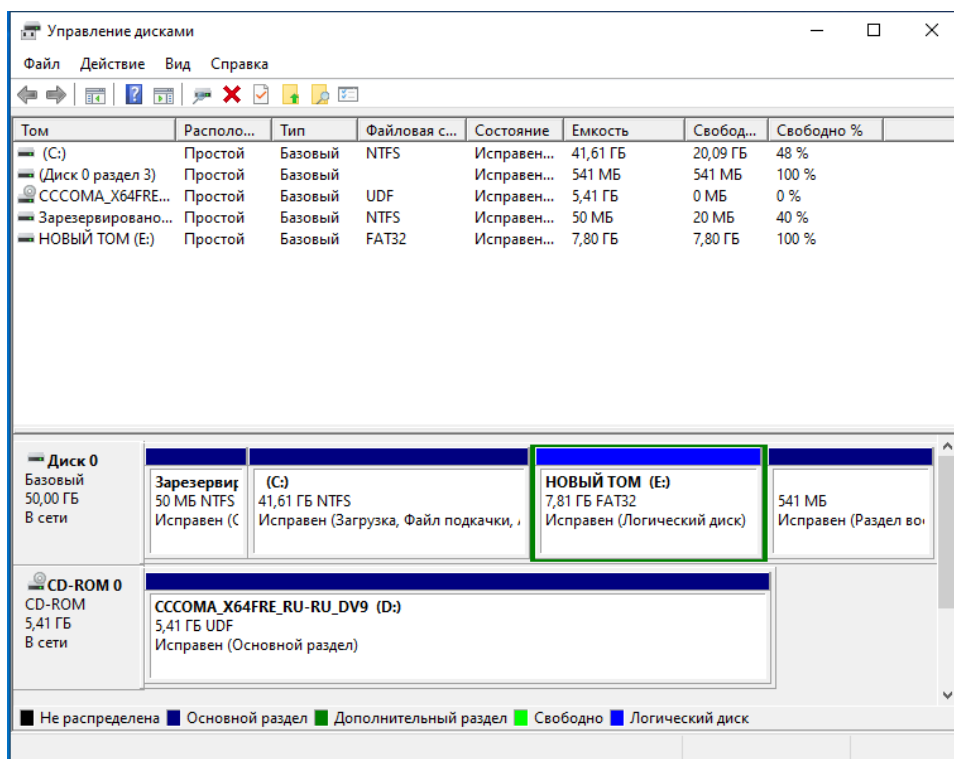 Управление дисками
Файл Действие Вид Справка
Том Располо... Тип Файловая с... Состояние Емкость Свобод... Свободно %
(C:) Простой Базовый NTFS Исправен... 41,61 ГБ 20,09 ГБ 48 %
(Диск 0 раздел 3) Простой Базовый Исправен... 541 МБ 541 МБ 100 %
CCCOMA_X64FRE... Простой Базовый UDF Исправен... 5,41 ГБ 0 МБ 0 %
Зарезервировано... Простой Базовый NTFS Исправен... 50 МБ 20 МБ 40 %
НОВЫЙ ТОМ (E:) Простой Базовый FAT32 Исправен... 7,80 ГБ 7,80 ГБ 100 %
Диск 0
Базовый
50,00 ГБ
В сети
Зарезервир
50 МБ NTFS
Исправен (С
(C:)
41,61 ГБ NTFS
Исправен (Загрузка, Файл подкачки,
НОВЫЙ ТОМ (E:)
7,81 ГБ FAT32
Исправен (Логический диск)
541 МБ
Исправен (Раздел вос
CD-ROM 0
CD-ROM
5,41 ГБ
В сети
CCCOMA_X64FRE_RU-RU_DV9 (D:)
5,41 ГБ UDF
Исправен (Основной раздел)
Не распределена Основной раздел Дополнительный раздел Свободно Логический диск